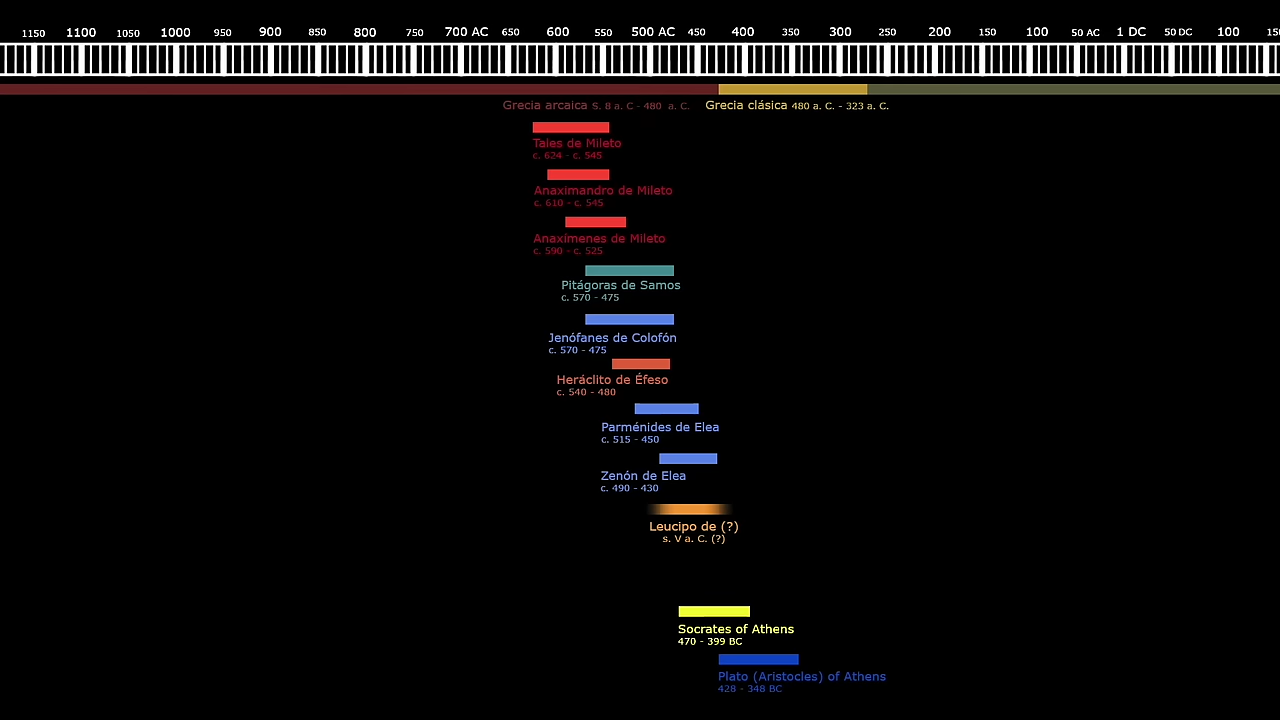 1150 1100 1050 1000 950 900 850 800 750 700 AC 650 600 550 500 AC 450 400 350 300 250 200 150 100 50 AC 1 DC 50 DC 100
Grecia arcaica S. 8 a. C - 480 a. C. Grecia clásica 480 a. C. - 323 a. C.
Tales de Mileto
c. 624 - c. 545
Anaximandro de Mileto
c. 610 - c. 545
Anaxímenes de Mileto
c. 590 - c. 525
Pitágoras de Samos
c. 570 - 475
Jenófanes de Colofón
c. 570 - 475
Heráclito de Éfeso
c. 540 - 480
Parménides de Elea
c. 515 - 450
Zenón de Elea
c. 490 - 430
Leucipo de (?)
s. V a. C. (?)
Socrates of Athens
470 - 399 BC
Plato (Aristocles) of Athens
428 - 348 BC